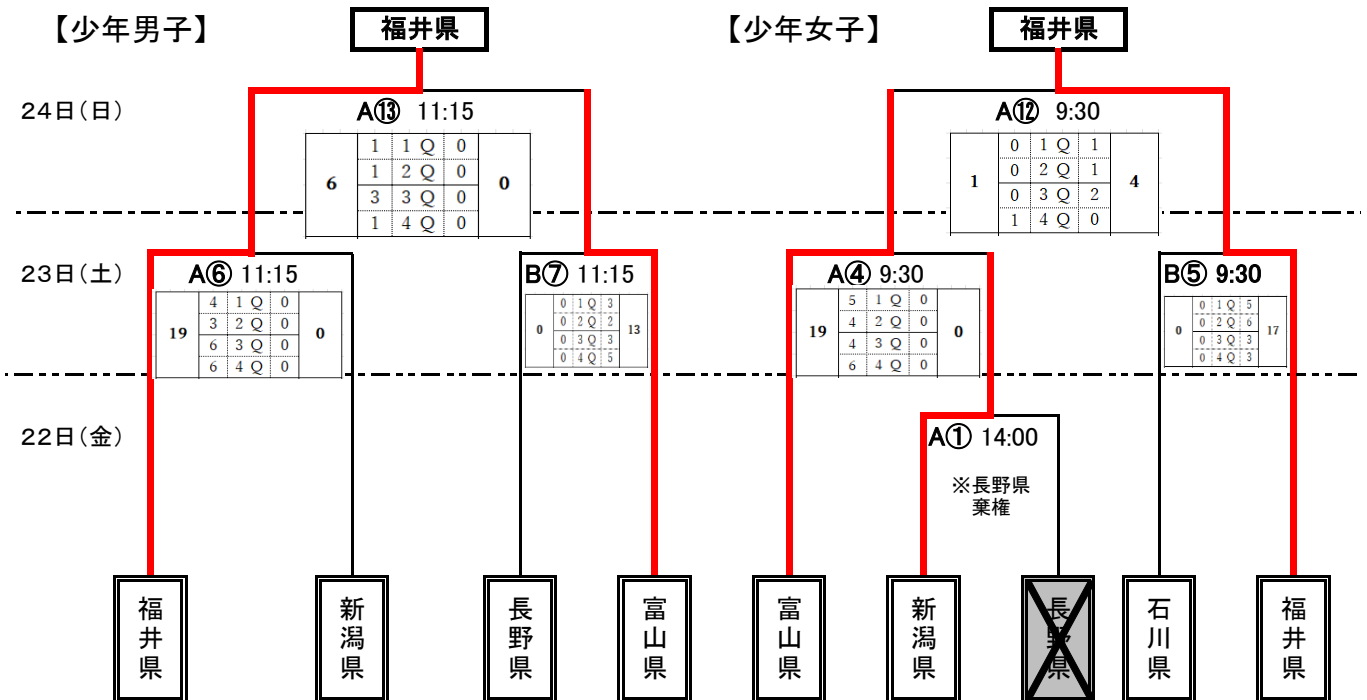 【少年男子】
福井県
【少年女子】
福井県
24日(日)
A⑬ 11:15
1 1Q 0
1 2Q 0
6
0
3 3Q 0
1 4Q 0
A⑫ 9:30
0 1Q 1
0 2Q 1
1
4
0 3Q 2
1 4Q 0
23日(土)
A⑥ 11:15
4 1Q 0
3 2Q 0
19
0
6 3Q 0
6 4Q 0
B⑦ 11:15
0 1Q 3
0 2Q 2
0
13
0 3Q 3
0 4Q 5
A④ 9:30
5 1Q 0
4 2Q 0
19
0
4 3Q 0
6 4Q 0
B⑤ 9:30
0 1Q 5
0 2Q 6
0
17
0 3Q 3
0 4Q 3
22日(金)
A① 14:00
※長野県
棄権
福井県
新潟県
長野県
富山県
富山県
新潟県
長野県
石川県
福井県